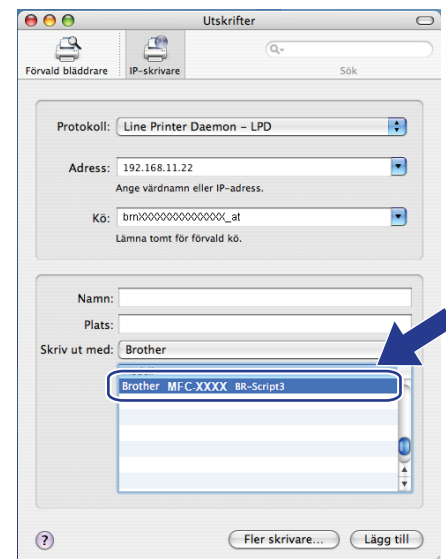 Utskrifter
Förvald bläddrare
IP-skrivare
Sök
Protokoll: Line Printer Daemon – LPD
Adress: 192.168.11.22
Ange värdnamn eller IP-adress.
Kö: brnXXXXXXXXXXXXX_at
Lämna tomt för förvald kö.
Namn:
Plats:
Skriv ut med: Brother
Brother MFC-XXXX BR-Script3
?
Fler skrivare... Lägg till